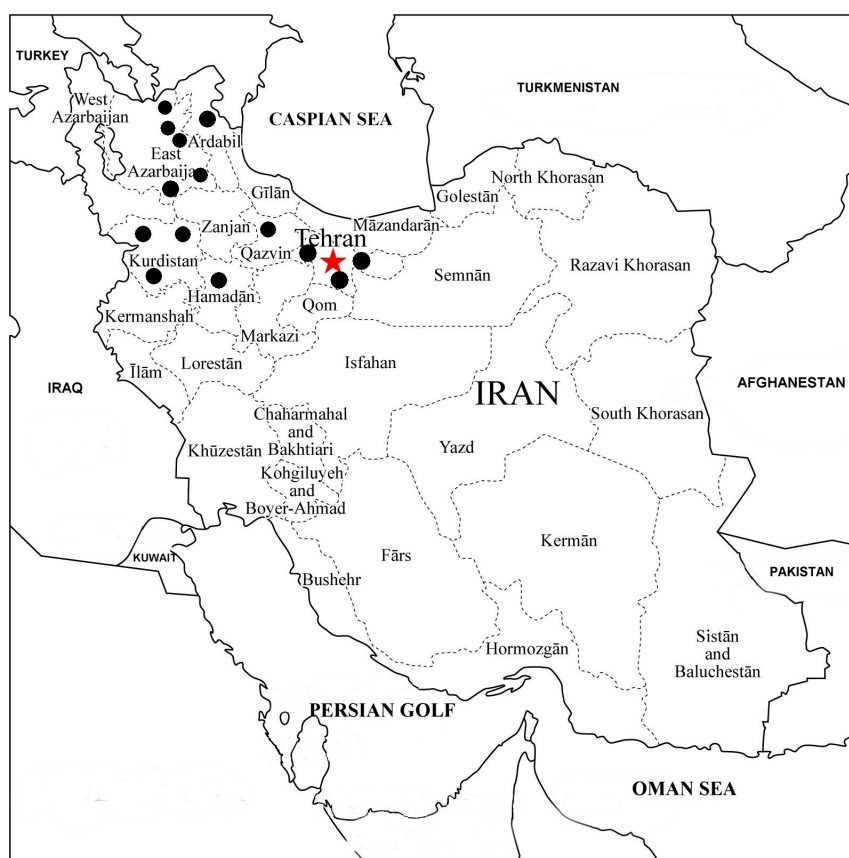 TURKEY
TURKMENISTAN
West
Azarbaijan
CASPIAN SEA
Ardabil
East
Azarbaijan
North Khorasan
Gīlān
Golestān
Māzandarān
Zanjan
Tehran
Qazvin
Kurdistan
Semnān
Razavi Khorasan
Hamadān
Qom
Kermanshah
Markazi
Lorestān
Isfahan
Īlām
IRAQ
IRAN
AFGHANESTAN
Chaharmahal
and
Bakhtiari
South Khorasan
Khūzestān
Yazd
Kohgiluyeh
and
Boyer-Ahmad
Kermān
KUWAIT
Fārs
PAKISTAN
Bushehr
Hormozgān
Sistān
and
Baluchestān
PERSIAN GOLF
OMAN SEA